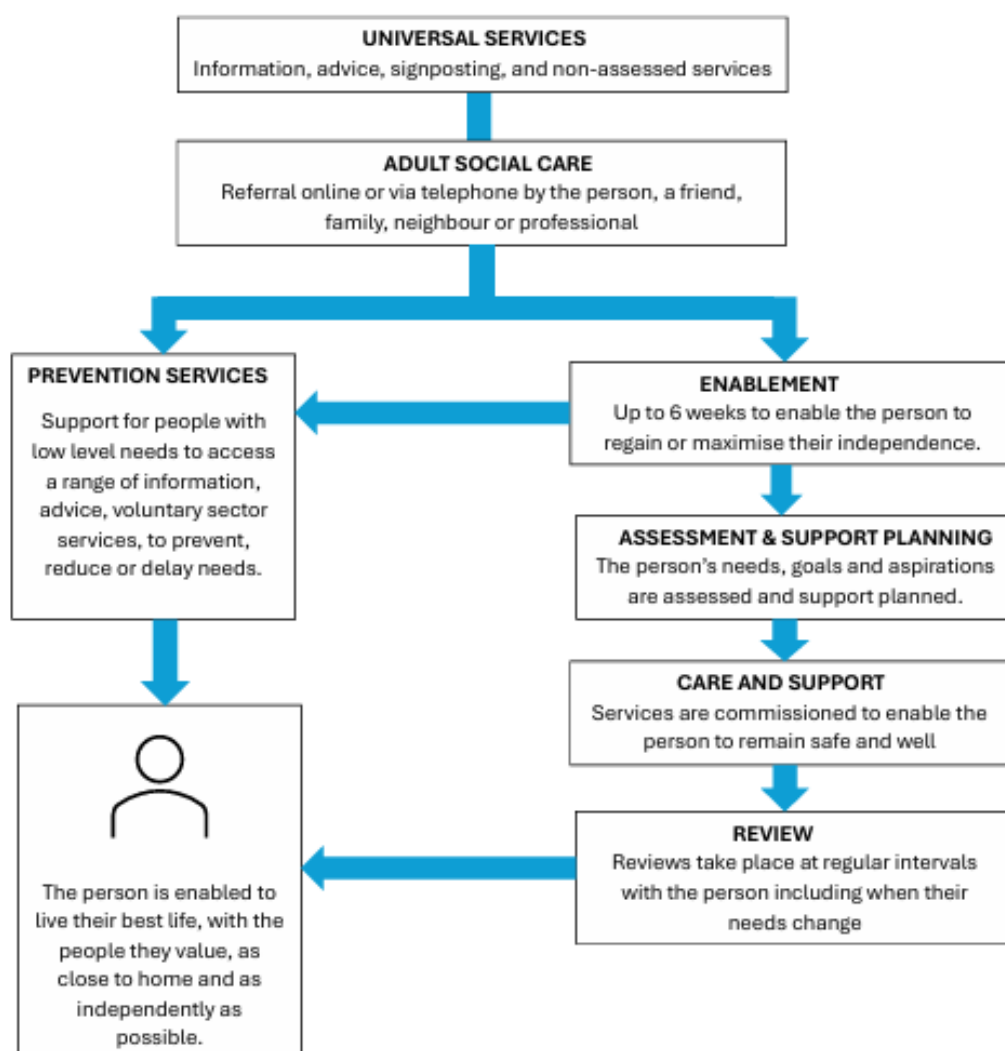 UNIVERSAL SERVICES
Information, advice, signposting, and non-assessed services
ADULT SOCIAL CARE
Referral online or via telephone by the person, a friend,
family, neighbour or professional
PREVENTION SERVICES
Support for people with
low level needs to access
a range of information,
advice, voluntary sector
services, to prevent,
reduce or delay needs.
ENABLEMENT
Up to 6 weeks to enable the person to
regain or maximise their independence.
ASSESSMENT & SUPPORT PLANNING
The person's needs, goals and aspirations
are assessed and support planned.
CARE AND SUPPORT
Services are commissioned to enable the
person to remain safe and well
REVIEW
Reviews take place at regular intervals
with the person including when their
needs change
The person is enabled to
live their best life, with the
people they value, as
close to home and as
independently as
possible.